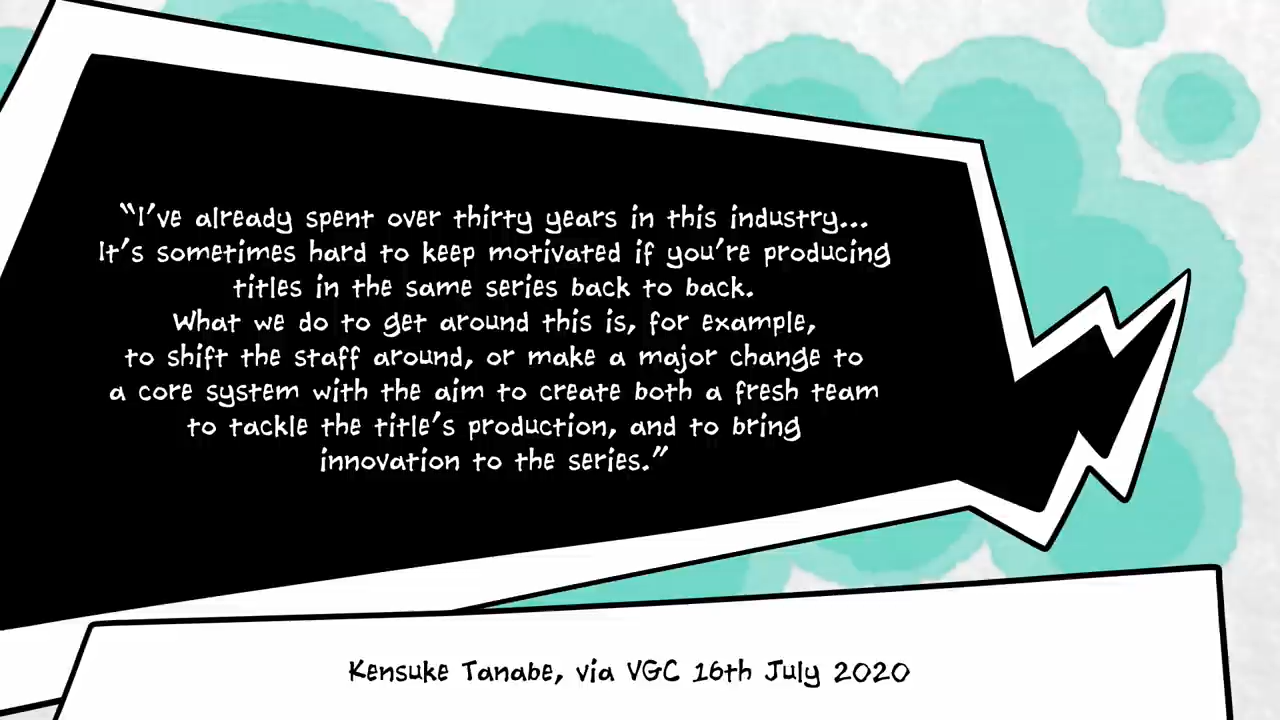 “I’ve already spent over thirty years in this industry...
It’s sometimes hard to keep motivated if you’re producing
titles in the same series back to back.
What we do to get around this is, for example,
to shift the staff around, or make a major change to
a core system with the aim to create both a fresh team
to tackle the title’s production, and to bring
innovation to the series.”
Kensuke Tanabe, via VGC 16th July 2020